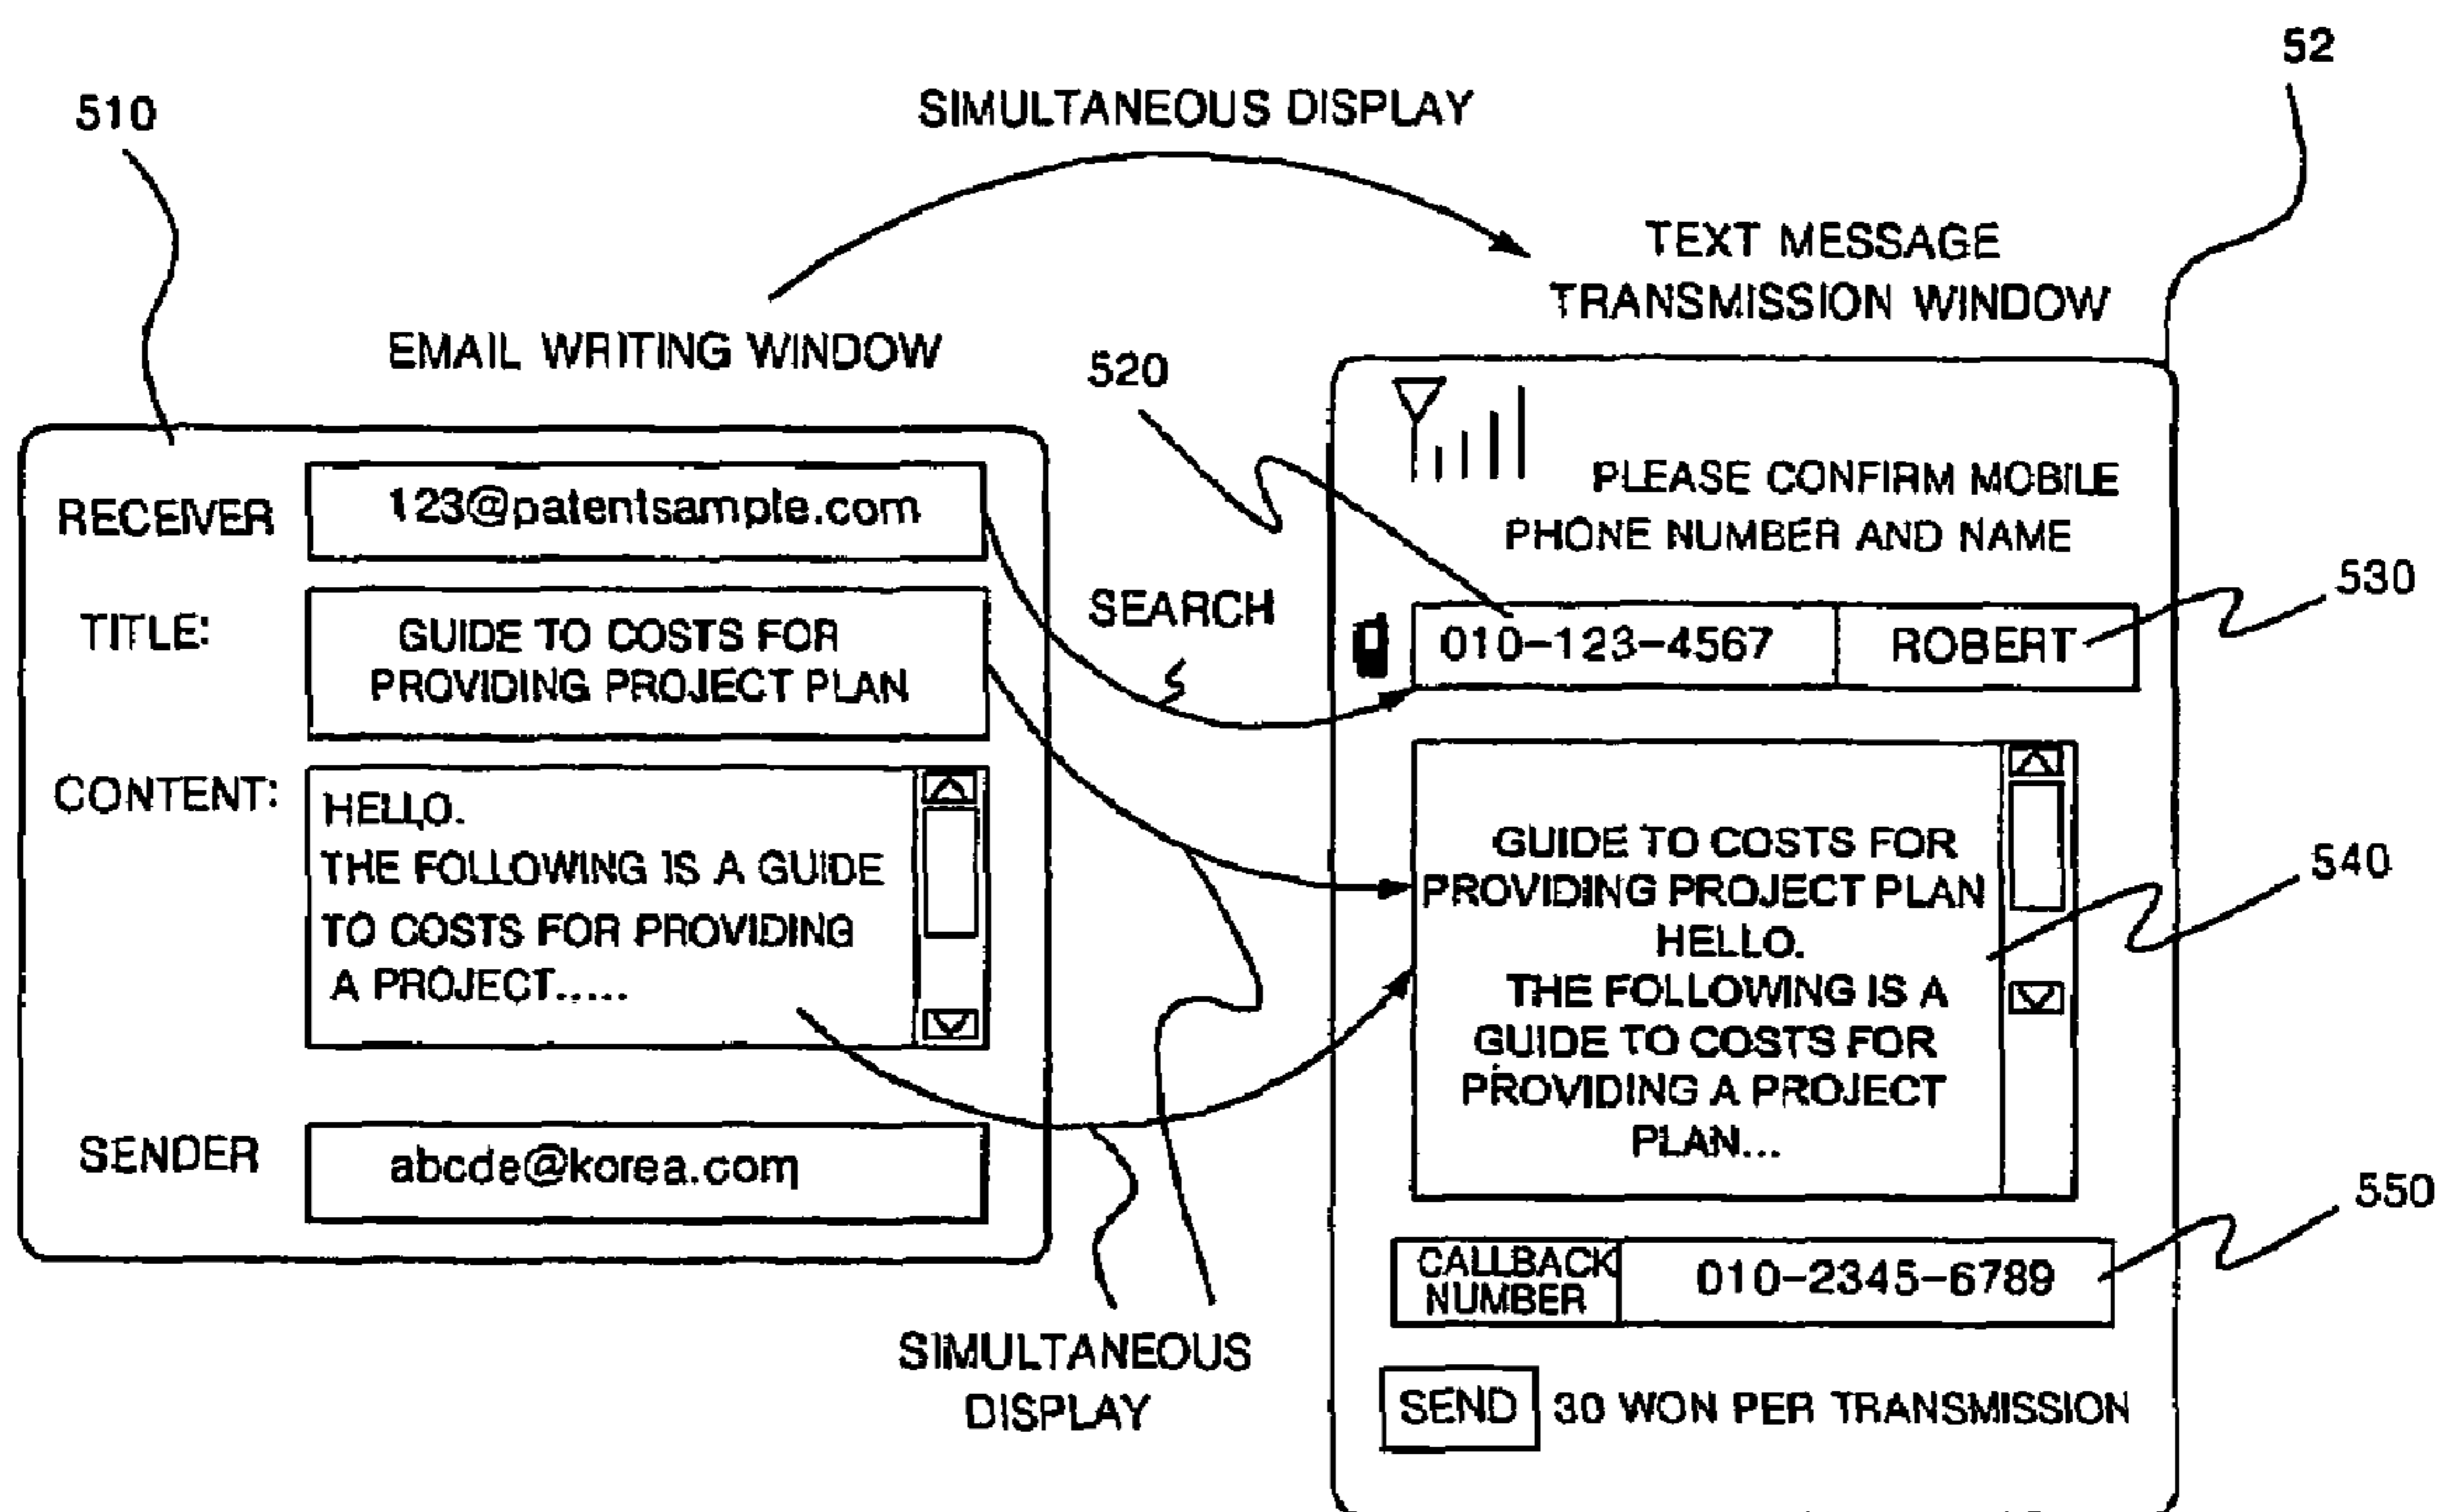 52
510
SIMULTANEOUS DISPLAY
TEXT MESSAGE
TRANSMISSION WINDOW
EMAIL WRITING WINDOW
520
RECEIVER
123@patentsample.com
TITLE:
GUIDE TO COSTS FOR
PROVIDING PROJECT PLAN
CONTENT:
HELLO.
THE FOLLOWING IS A GUIDE
TO COSTS FOR PROVIDING
A PROJECT.....
SENDER
abcde@korea.com
SEARCH
SIMULTANEOUS
DISPLAY
PLEASE CONFIRM MOBILE
PHONE NUMBER AND NAME
530
010-123-4567
ROBERT
GUIDE TO COSTS FOR
PROVIDING PROJECT PLAN
HELLO.
THE FOLLOWING IS A
GUIDE TO COSTS FOR
PROVIDING A PROJECT
PLAN...
540
550
CALLBACK
NUMBER
010-2345-6789
SEND
30 WON PER TRANSMISSION